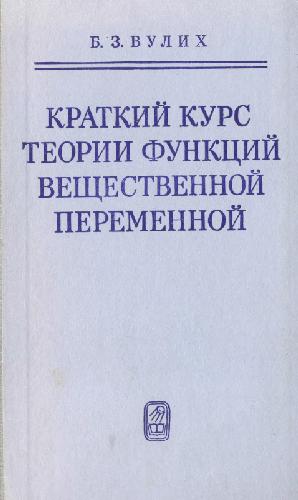 Б. З. ВУЛИХ
КРАТКИЙ КУРС
ТЕОРИИ ФУНКЦИЙ
ВЕЩЕСТВЕННОЙ
ПЕРЕМЕННОЙ